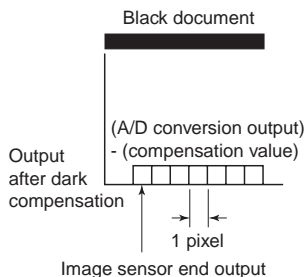 Black document
(A/D conversion output)
- (compensation value)
Output
after dark
compensation
1 pixel
Image sensor end output